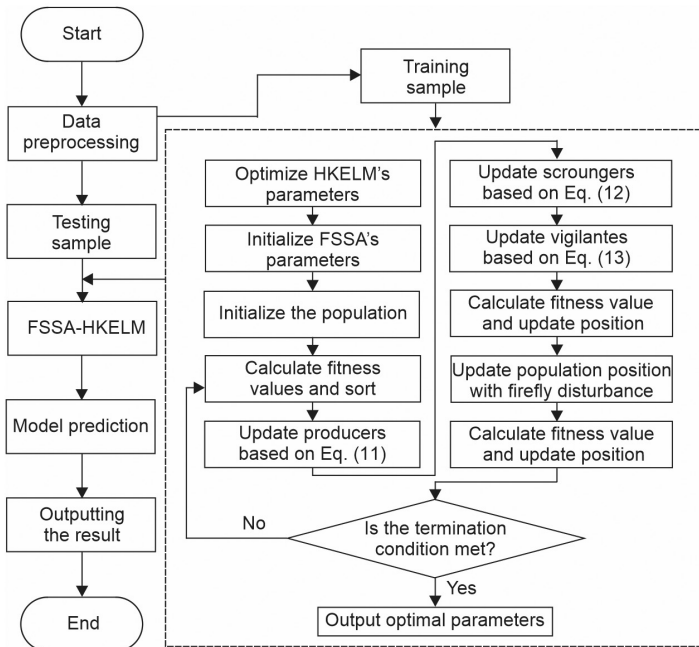 Start
Data
preprocessing
Testing
sample
FSSA-HKELM
Model prediction
Outputting
the result
End
Training
sample
Optimize HKELM's
parameters
Initialize FSSA's
parameters
Initialize the population
Calculate fitness
values and sort
Update producers
based on Eq. (11)
Update scroungers
based on Eq. (12)
Update vigilantes
based on Eq. (13)
Calculate fitness value
and update position
Update population position
with firefly disturbance
Calculate fitness value
and update position
Is the termination
condition met?
No
Yes
Output optimal parameters